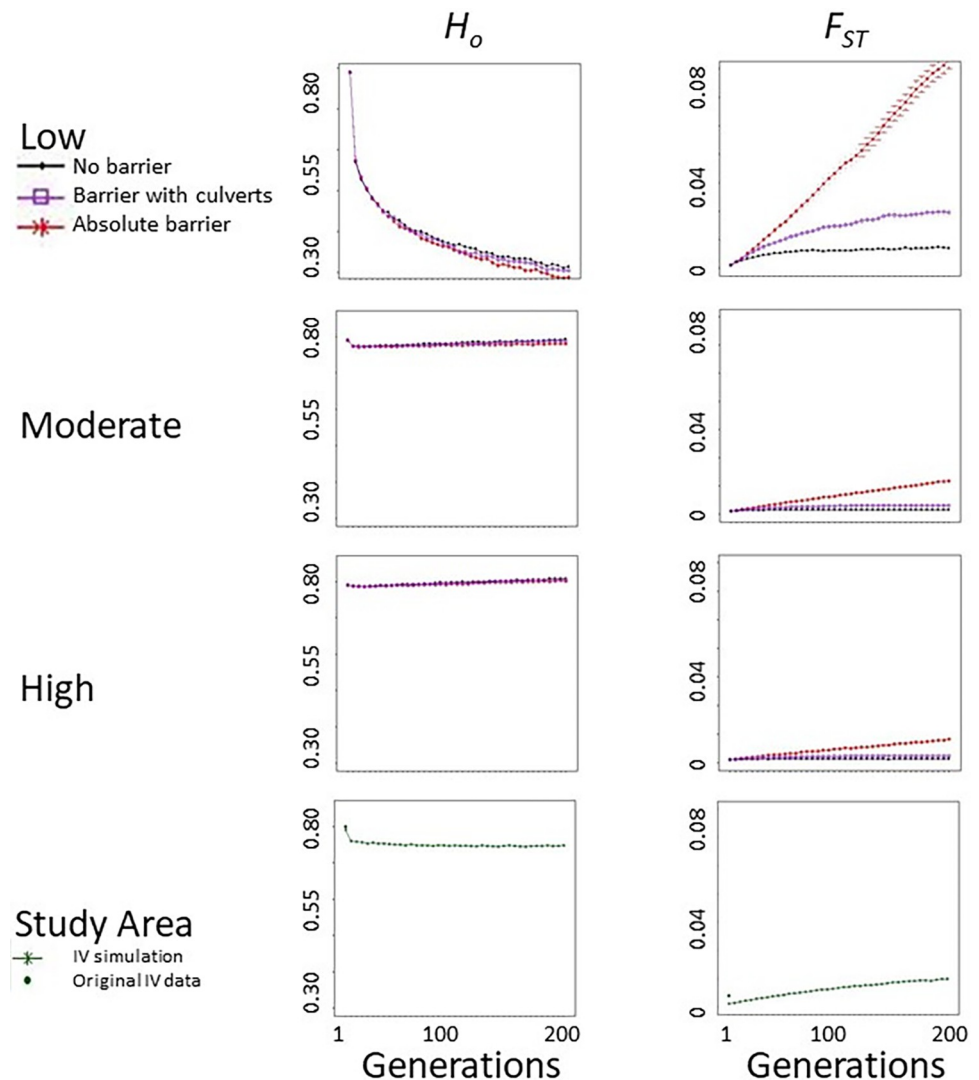 Ho FST
0.80
0.55
0.30
0.08
0.04
0
Low
No barrier
Barrier with culverts
Absolute barrier
0.80
0.55
0.30
0.08
0.04
0
Moderate
0.80
0.55
0.30
0.08
0.04
0
High
0.80
0.55
0.30
0.08
0.04
0
Study Area
IV simulation
Original IV data
1 100 200
Generations
1 100 200
Generations